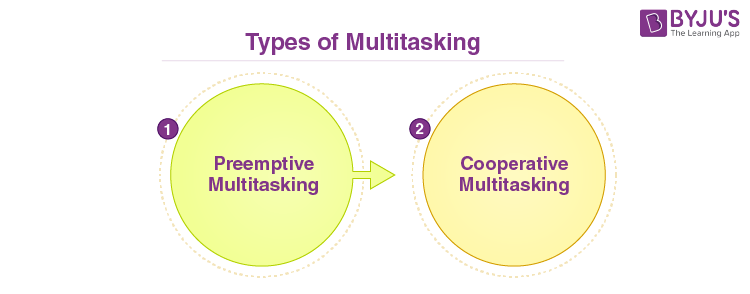 BYJU'S
The Learning App
Types of Multitasking
1
Preemptive
Multitasking
2
Cooperative
Multitasking